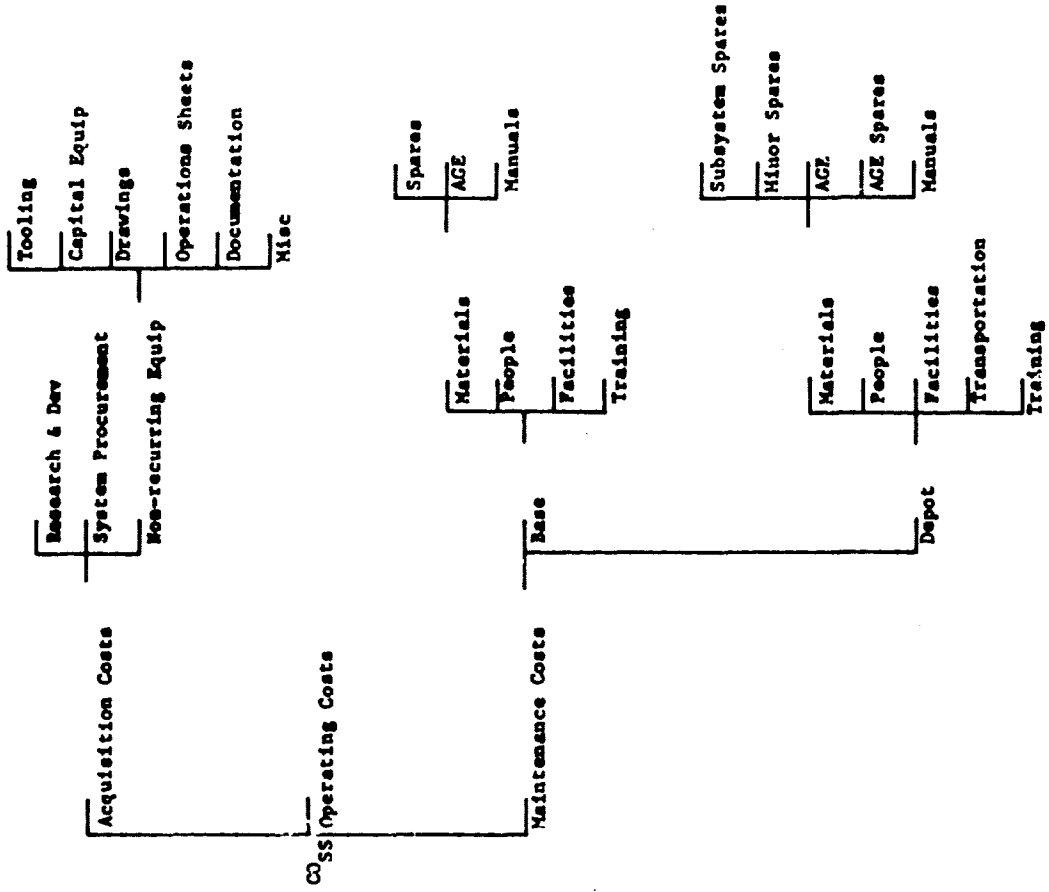 CO_SS
Acquisition Costs
Operating Costs
Maintenance Costs
Research & Dev
System Procurement
Non-recurring Equip
Tooling
Capital Equip
Drawings
Operations Sheets
Documentation
Misc
Base
Materials
People
Facilities
Training
Spares
AGE
Manuals
Depot
Materials
People
Facilities
Transportation
Training
Subsystem Spares
Minor Spares
AGE
AGE Spares
Manuals